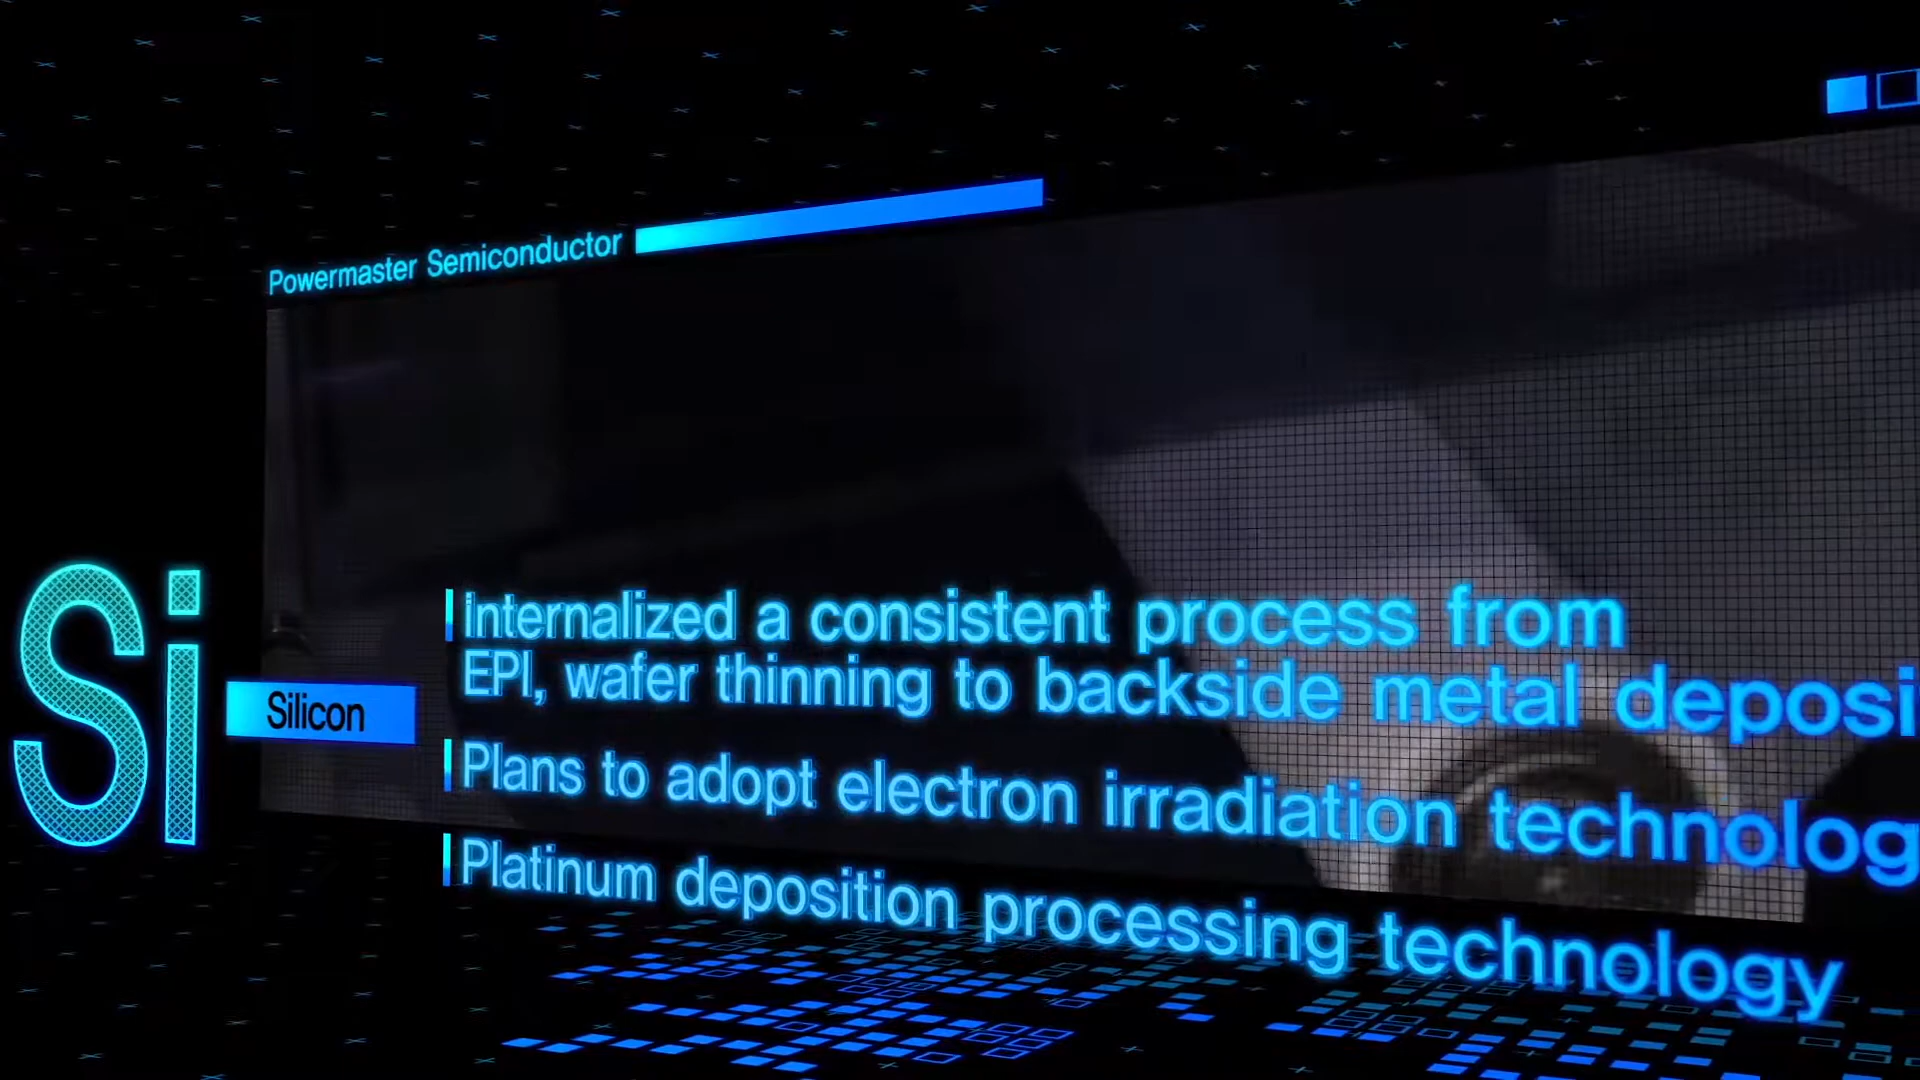 Powermaster Semiconductor
Si
Silicon
Internalized a consistent process from
EPI, wafer thinning to backside metal deposi
Plans to adopt electron irradiation technolog
Platinum deposition processing technology